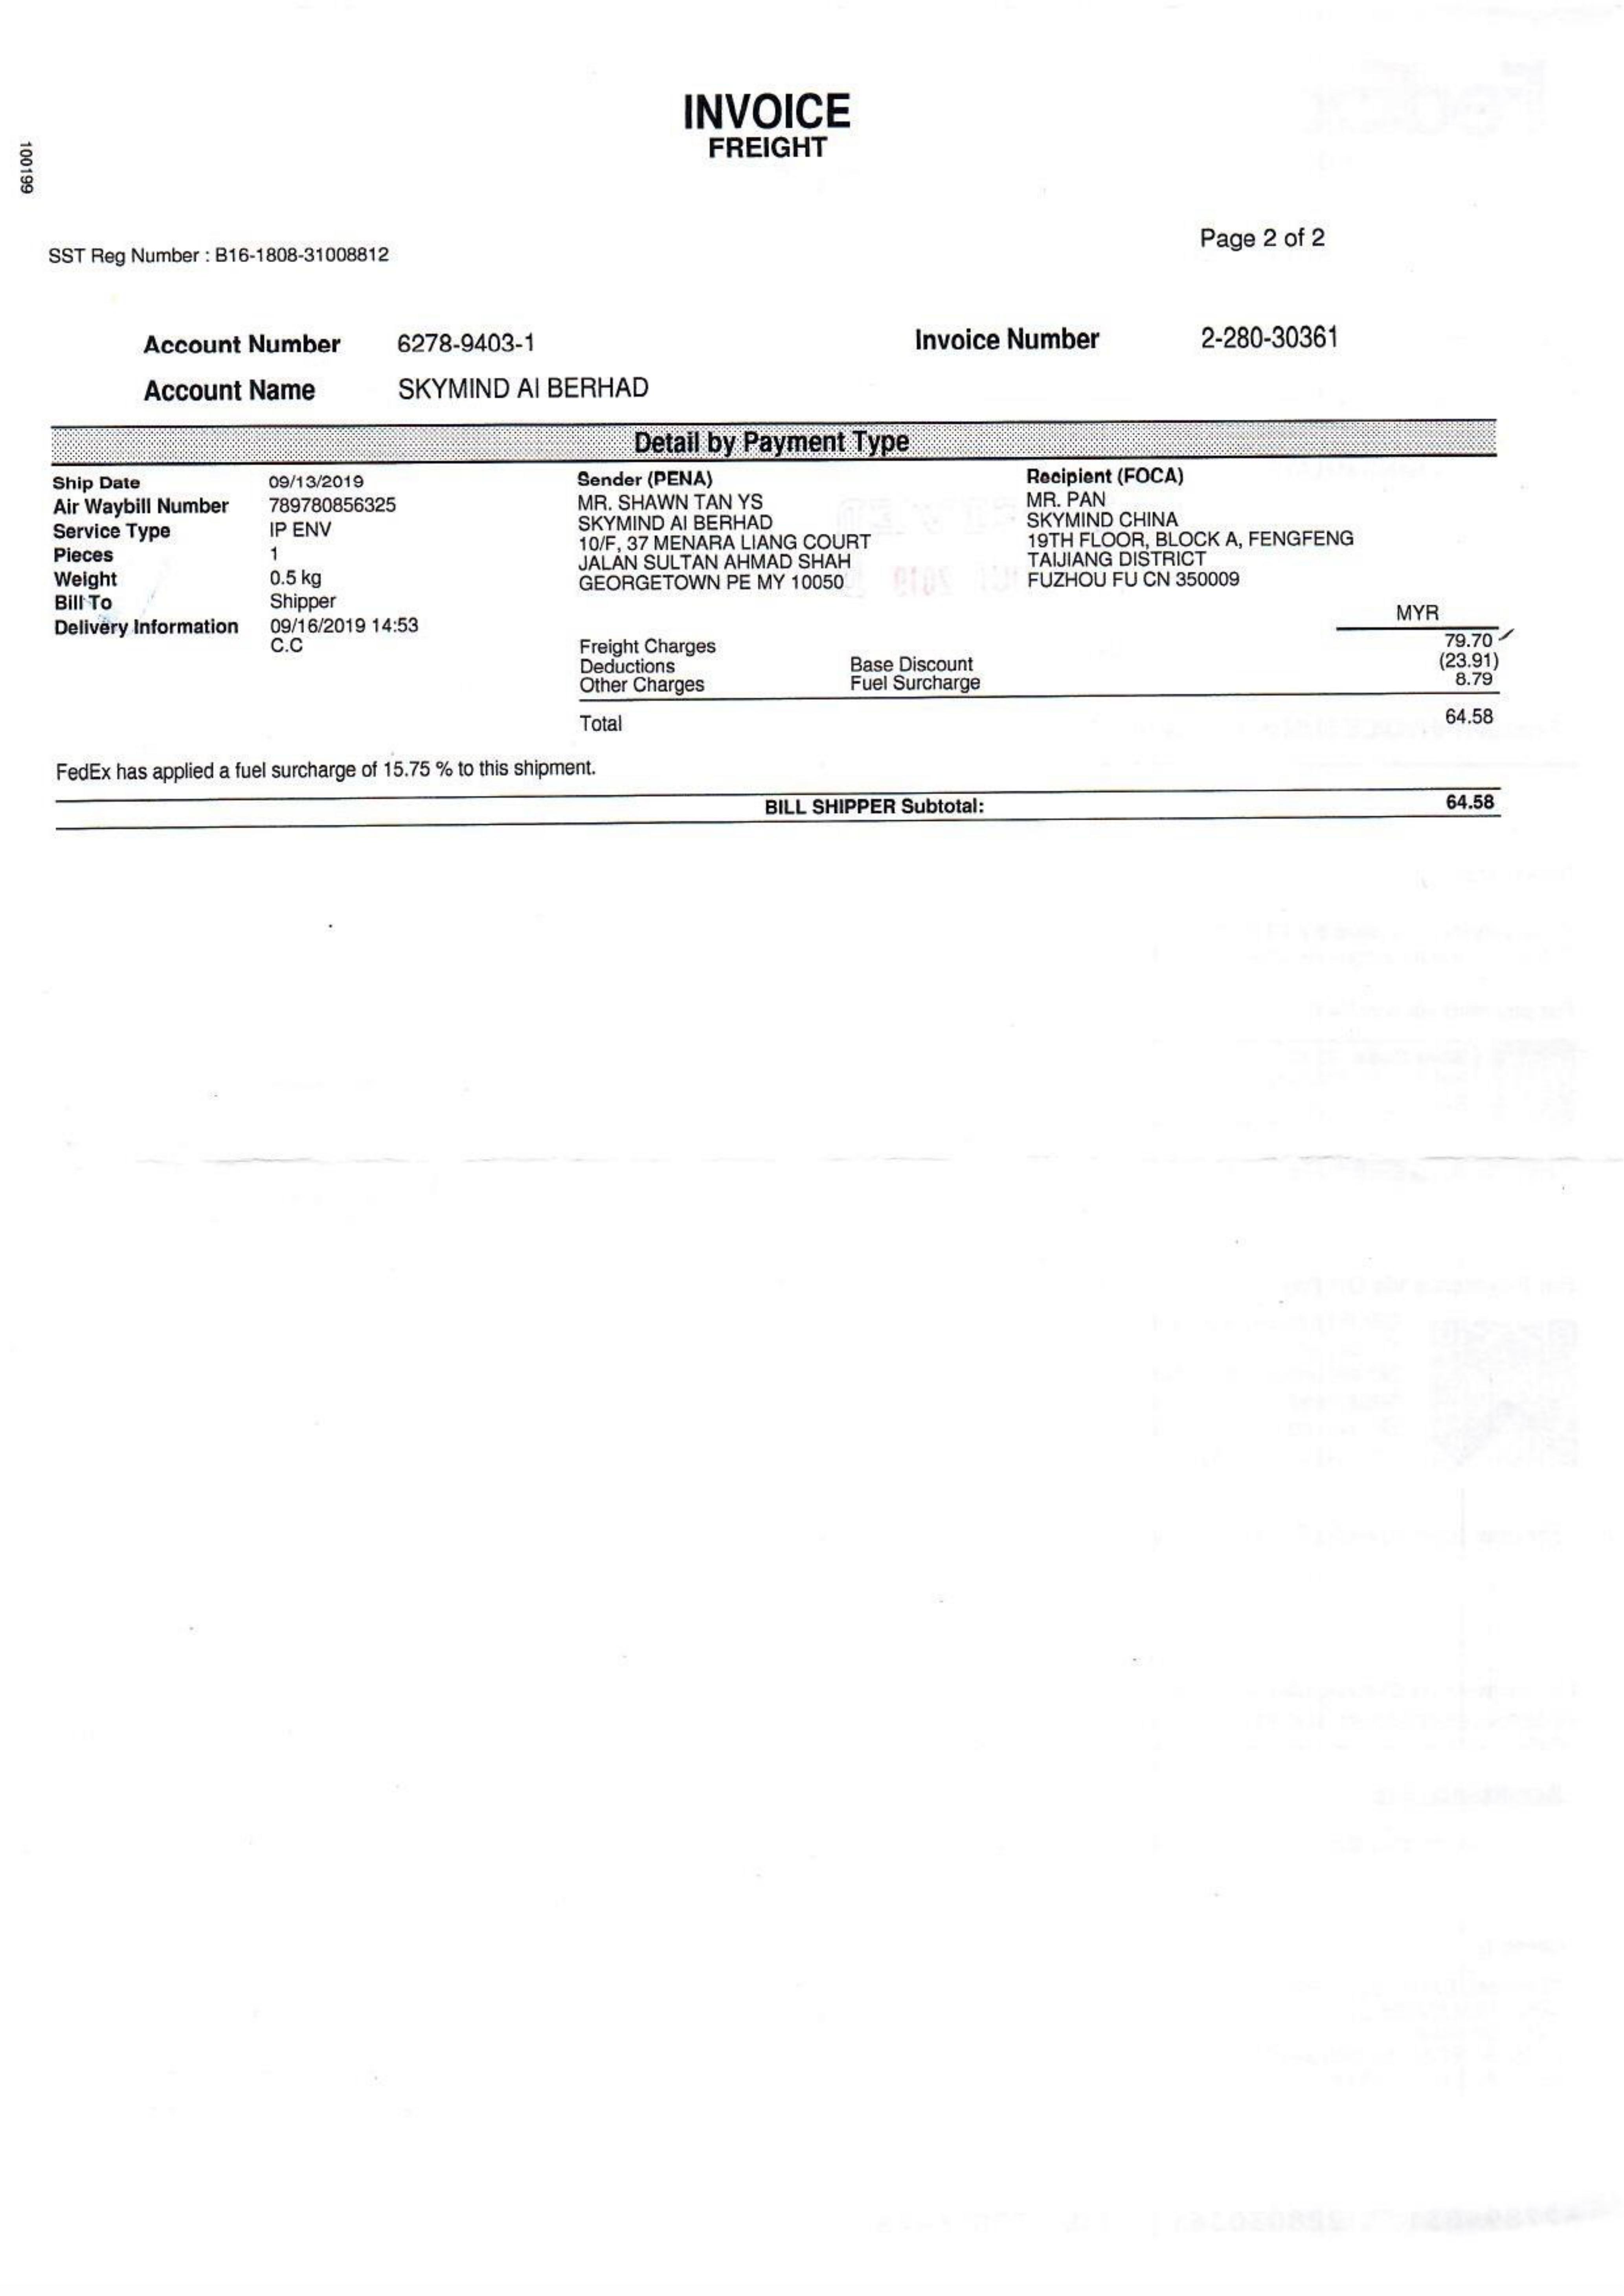 INVOICE
FREIGHT
100199
Page 2 of 2
SST Reg Number : B16-1808-31008812
Account Number 6278-9403-1 Invoice Number 2-280-30361
Account Name SKYMIND AI BERHAD
Detail by Payment Type
Ship Date 09/13/2019 Sender (PENA) Recipient (FOCA)
Air Waybill Number 789780856325 MR. SHAWN TAN YS MR. PAN
Service Type IP ENV SKYMIND AI BERHAD SKYMIND CHINA
Pieces 1 10/F, 37 MENARA LIANG COURT 19TH FLOOR, BLOCK A, FENGFENG
Weight 0.5 kg JALAN SULTAN AHMAD SHAH TAIJIANG DISTRICT
Bill To Shipper GEORGETOWN PE MY 10050 FUZHOU FU CN 350009
Delivery Information 09/16/2019 14:53 MYR
C.C Freight Charges 79.70
Deductions Base Discount (23.91)
Other Charges Fuel Surcharge 8.79
Total 64.58
FedEx has applied a fuel surcharge of 15.75 % to this shipment.
BILL SHIPPER Subtotal: 64.58